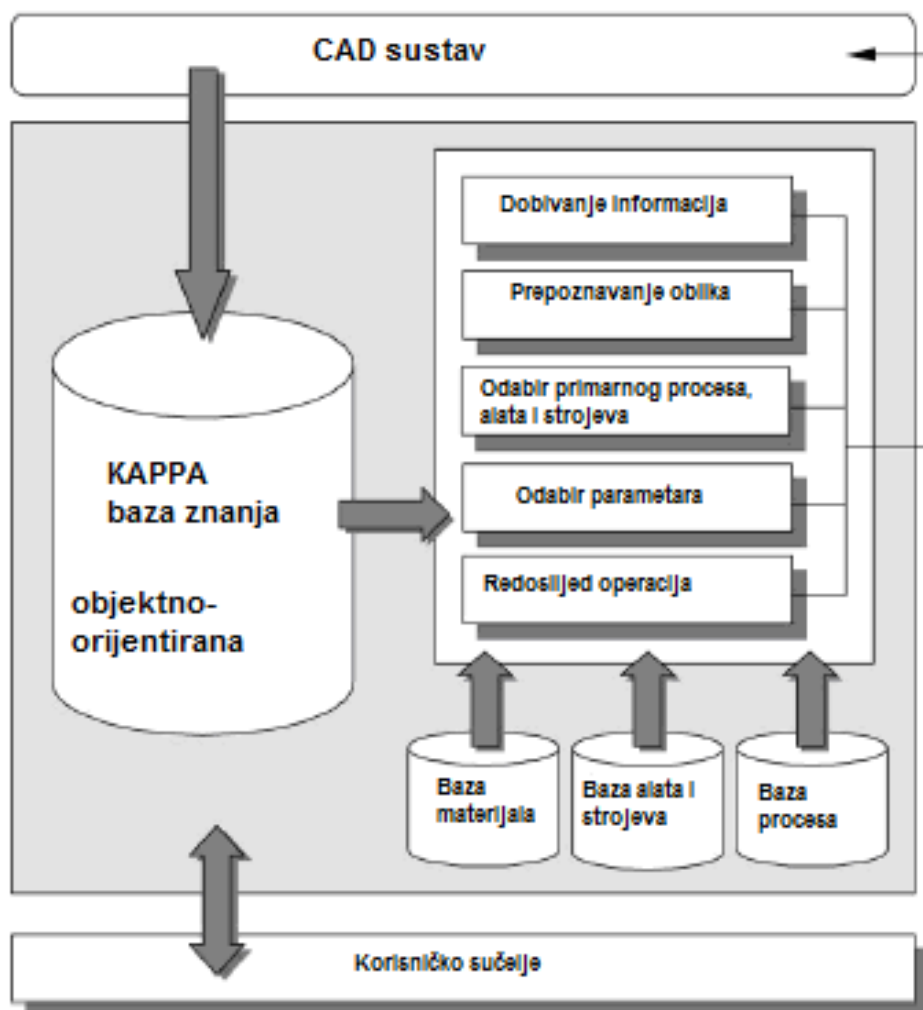 CAD sustav
Dobivanje informacija
Prepoznavanje oblika
Odabir primarnog procesa,
alata i strojeva
KAPPA
baza znanja
Odabir parametara
objektno-
orijentirana
Redoslijed operacija
Baza
materijala
Baza alata i
strojeva
Baza
procesa
Korisničko sučelje